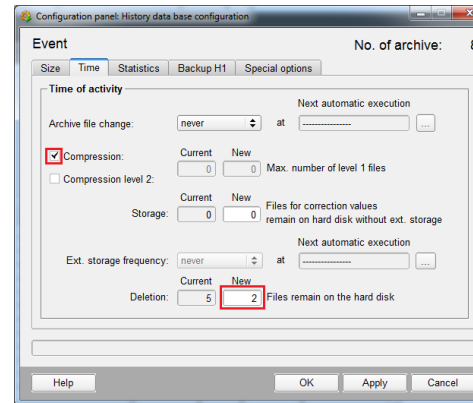 Configuration panel: History data base configuration
Event No. of archive: 8
Size Time Statistics Backup H1 Special options
Time of activity
Next automatic execution
Archive file change: never at ---------------- ...
Current New
Compression: 0 0 Max. number of level 1 files
Compression level 2:
Current New
Storage: 0 0 Files for correction values
remain on hard disk without ext. storage
Next automatic execution
Ext. storage frequency: never at ---------------- ...
Current New
Deletion: 5 2 Files remain on the hard disk
Help OK Apply Cancel